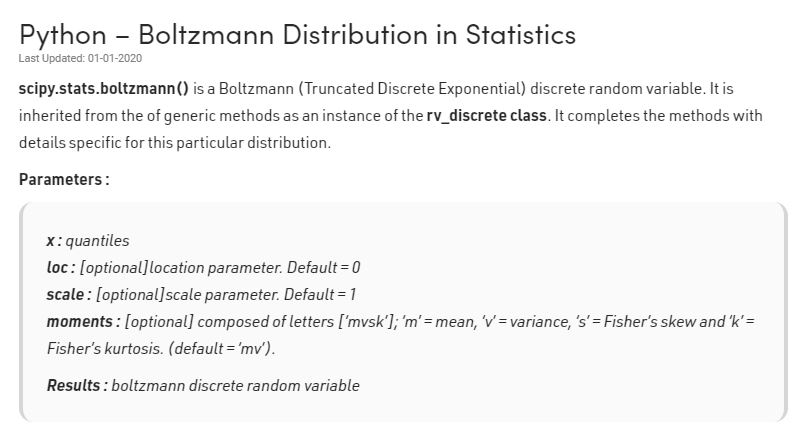 Python – Boltzmann Distribution in Statistics
Last Updated: 01-01-2020
scipy.stats.boltzmann() is a Boltzmann (Truncated Discrete Exponential) discrete random variable. It is
inherited from the of generic methods as an instance of the rv_discrete class. It completes the methods with
details specific for this particular distribution.
Parameters :
x : quantiles
loc : [optional]location parameter. Default = 0
scale : [optional]scale parameter. Default = 1
moments : [optional] composed of letters [‘mvsk’]; ‘m’ = mean, ‘v’ = variance, ‘s’ = Fisher’s skew and ‘k’ =
Fisher’s kurtosis. (default = ‘mv’).
Results : boltzmann discrete random variable